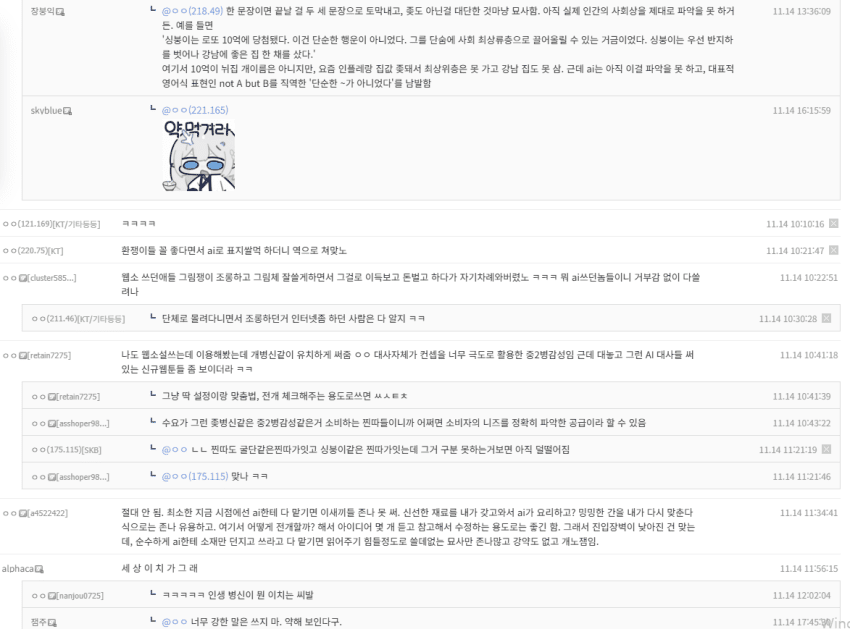 장붕익
ㄴ @ㅇㅇ(218.49) 한 문장이면 끝날 걸 두 세 문장으로 토막내고, 좆도 아닌걸 대단한 것마냥 묘사함. 아직 실제 인간의 사회상을 제대로 파악을 못 하거
든. 예를 들면
'싱붕이는 로또 10억에 당첨됐다. 이건 단순한 행운이 아니었다. 그를 단숨에 사회 최상류층으로 끌어올릴 수 있는 거금이었다. 싱붕이는 우선 반지하
를 벗어나 강남에 좋은 집 한 채를 샀다.'
여기서 10억이 뉘집 개이름은 아니지만, 요즘 인플레랑 집값 좆돼서 최상위층은 못 가고 강남 집도 못 삼. 근데 ai는 아직 이걸 파악을 못 하고, 대표적
영어식 표현인 not A but B를 직역한 '단순한 ~가 아니었다'를 남발함
11.14 13:36:09
skyblue
ㄴ @ㅇㅇ(221.165)
약먹겨라
11.14 16:15:59
ㅇㅇ(121.169)[KT/기타등등]
ㅋㅋㅋㅋ
11.14 10:10:16
ㅇㅇ(220.75)[KT]
환쟁이들 꼴 좋다면서 ai로 표지쌀먹 하더니 역으로 쳐맞노
11.14 10:21:47
ㅇㅇ[cluster585...]
웹소 쓰던애들 그림쟁이 조롱하고 그림체 잘쓸게하면서 그걸로 이득보고 돈벌고 하다가 자기차례와버렸노 ㅋㅋㅋ 뭐 ai쓰던놈들이니 거부감 없이 다쓸
려나
11.14 10:22:51
ㅇㅇ(211.46)[KT/기타등등]
ㄴ 단체로 몰려다니면서 조롱하던거 인터넷좀 하던 사람은 다 알지 ㅋㅋ
11.14 10:30:28
ㅇㅇ[retain7275]
나도 웹소설쓰는데 이용해봤는데 개병신같이 유치하게 써줌 ㅇㅇ 대사자체가 컨셉을 너무 극도로 활용한 중2병감성임 근데 대놓고 그런 AI 대사들 써
있는 신규웹툰들 좀 보이더라 ㅋㅋ
11.14 10:41:18
ㅇㅇ[retain7275]
ㄴ 그냥 딱 설정이랑 맞춤법, 전개 체크해주는 용도로쓰면 ㅆㅅㅌㅊ
11.14 10:41:39
ㅇㅇ[asshoper98...]
ㄴ 수요가 그런 좆병신같은 중2병감성같은거 소비하는 찐따들이니까 어쩌면 소비자의 니즈를 정확히 파악한 공급이라 할 수 있음
11.14 10:43:22
ㅇㅇ(175.115)[SKB]
ㄴ @ㅇㅇ ㄴㄴ 찐따도 굴단같은찐따가잇고 싱붕이같은 찐따가잇는데 그거 구분 못하는거보면 아직 덜떨어짐
11.14 11:21:19
ㅇㅇ[asshoper98...]
ㄴ @ㅇㅇ(175.115) 맞나 ㅋㅋ
11.14 11:21:46
ㅇㅇ[a4522422]
절대 안 됨. 최소한 지금 시점에선 ai한테 다 맡기면 이새끼들 존나 못 써. 신선한 재료를 내가 갖고와서 ai가 요리하고? 밍밍한 간을 내가 다시 맞춘다
식으로는 존나 유용하고. 여기서 어떻게 전개할까? 해서 아이디어 몇 개 듣고 참고해서 수정하는 용도로는 좋긴 함. 그래서 진입장벽이 낮아진 건 맞는
데, 순수하게 ai한테 소재만 던지고 쓰라고 다 맡기면 읽어주기 힘들정도로 쓸데없는 묘사만 존나많고 강약도 없고 개노잼임.
11.14 11:34:41
alphaca
세 상 이 치 가 그 래
11.14 11:56:15
ㅇㅇ[nanjou0725]
ㄴ ㅋㅋㅋㅋㅋ 인생 병신이 뭔 이치는 씨발
11.14 12:02:04
쨈주
ㄴ @ㅇㅇ 너무 강한 말은 쓰지 마. 약해 보인다구.
11.14 17:45:30